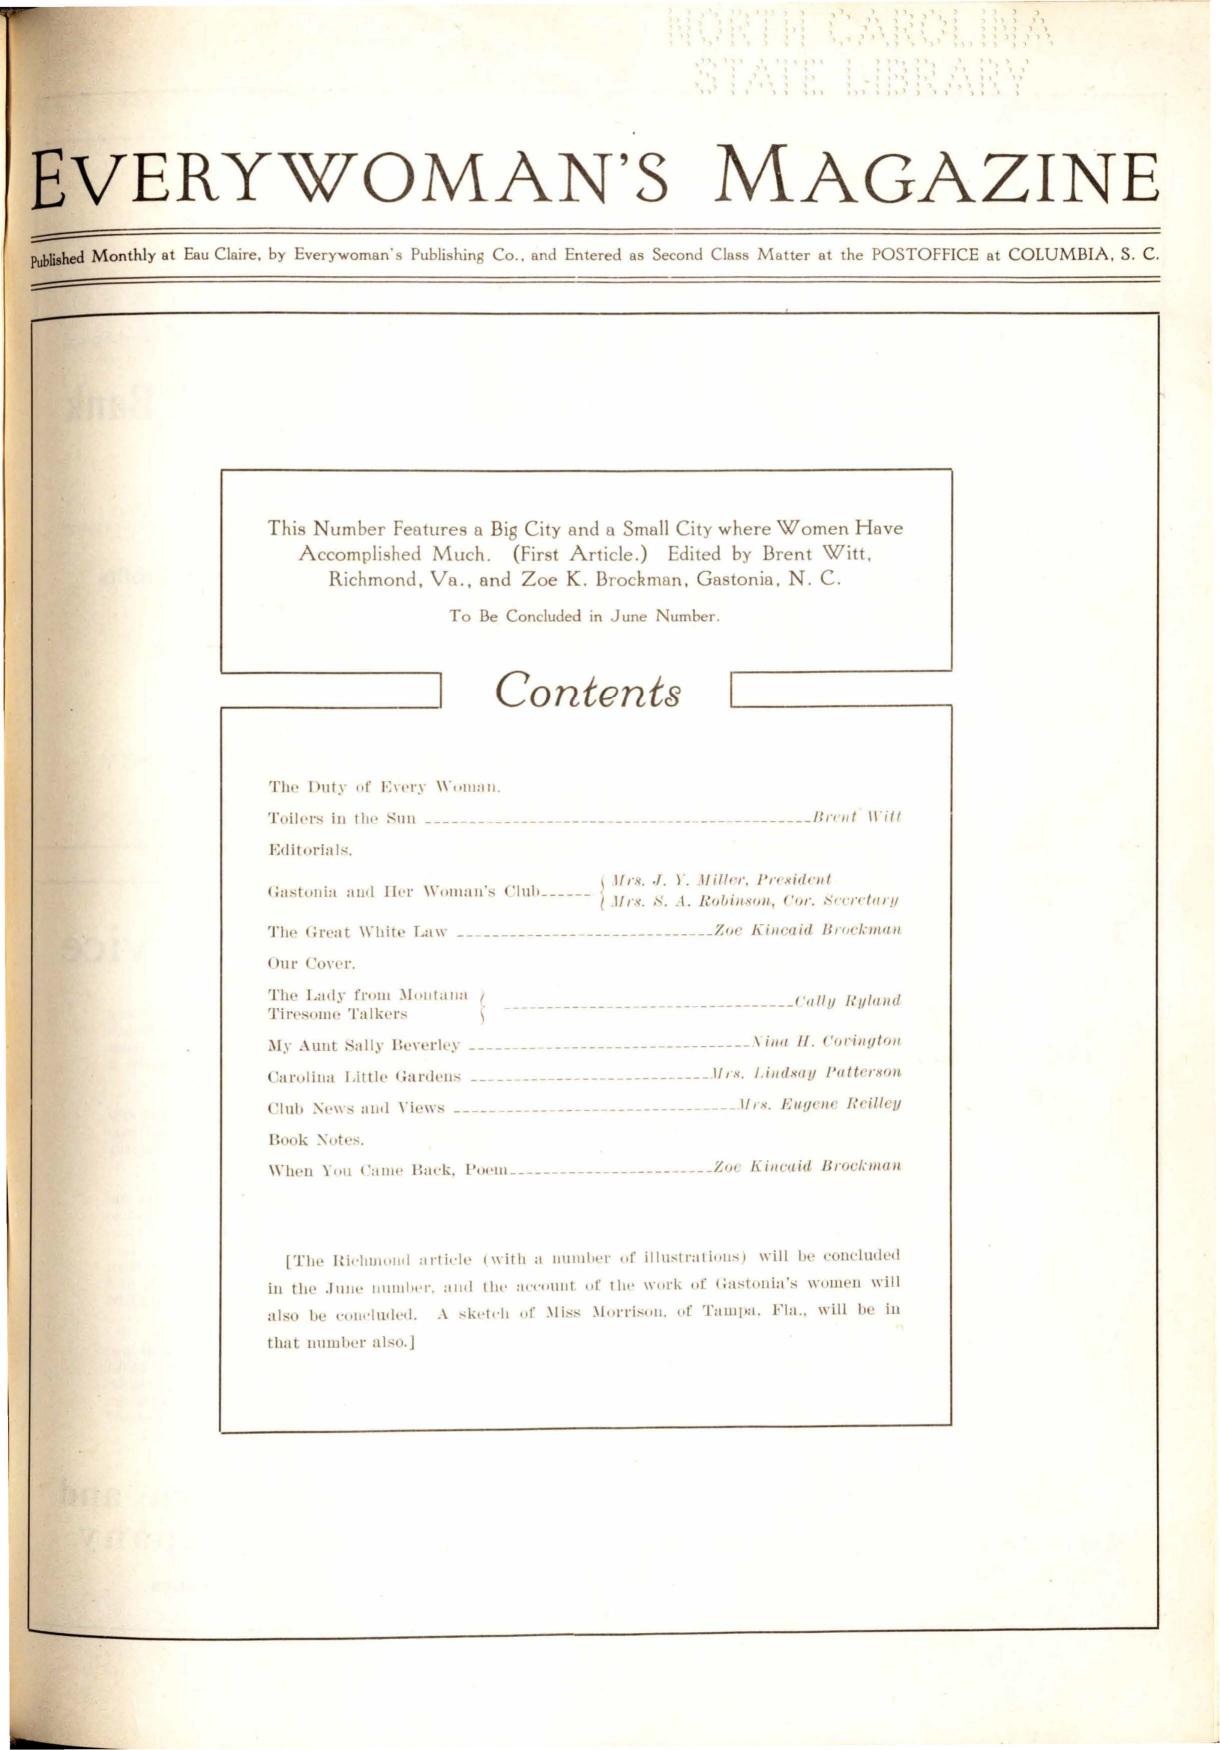 NORTH CAROLINA
STATE LIBRARY
EVERYWOMAN'S MAGAZINE
Published Monthly at Eau Claire, by Everywoman's Publishing Co., and Entered as Second Class Matter at the POSTOFFICE at COLUMBIA, S. C.
This Number Features a Big City and a Small City where Women Have
Accomplished Much. (First Article.) Edited by Brent Witt,
Richmond, Va., and Zoe K. Brockman, Gastonia, N. C.
To Be Concluded in June Number.
Contents
The Duty of Every Woman.
Toilers in the Sun Brent Witt
Editorials.
Gastonia and Her Woman's Club { Mrs. J. Y. Miller, President
{ Mrs. S. A. Robinson, Cor. Secretary
The Great White Law Zoe Kincaid Brockman
Our Cover.
The Lady from Montana
Tiresome Talkers } Cally Ryland
My Aunt Sally Beverley Nina H. Covington
Carolina Little Gardens Mrs. Lindsay Patterson
Club News and Views Mrs. Eugene Reilley
Book Notes.
When You Came Back, Poem Zoe Kincaid Brockman
[The Richmond article (with a number of illustrations) will be concluded
in the June number, and the account of the work of Gastonia's women will
also be concluded. A sketch of Miss Morrison, of Tampa, Fla., will be in
that number also.]